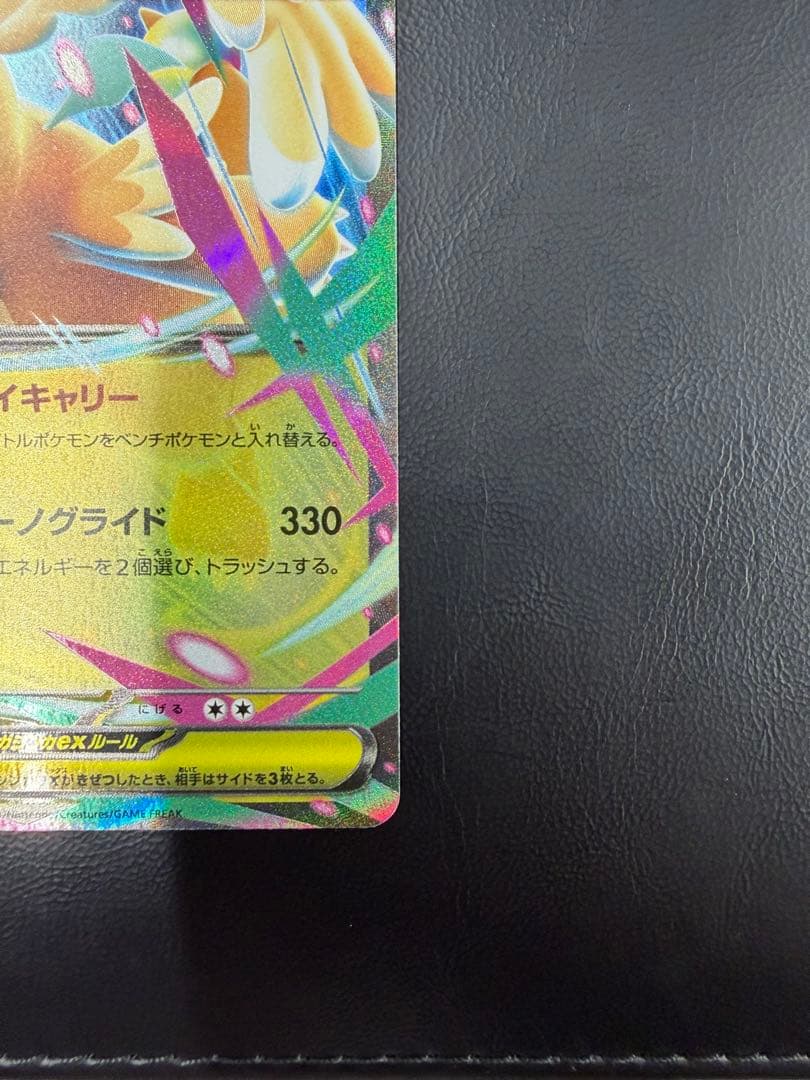 イキャリー
トルポケモンをベンチポケモンと入れ替える。
ーノグライド 330
エネルギーを2個選び、トラッシュする。
にげる
exルール
がきぜつしたとき、相手はサイドを3枚とる。
/Nintendo/Creatures/GAME FREAK